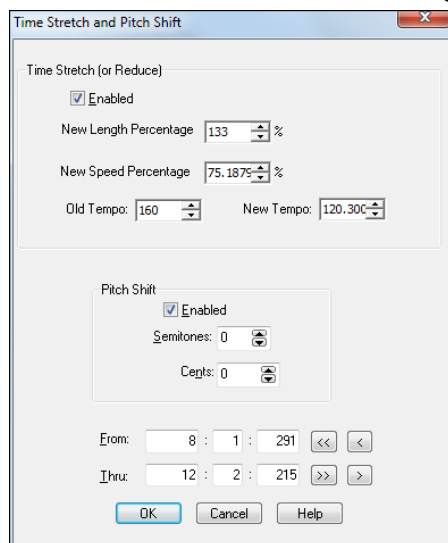 Time Stretch and Pitch Shift
Time Stretch (or Reduce)
Enabled
New Length Percentage 133 %
New Speed Percentage 75.1879 %
Old Tempo: 160 New Tempo: 120.300
Pitch Shift
Enabled
Semitones: 0
Cents: 0
From: 8 : 1 : 291 << <
Thru: 12 : 2 : 215 >> >
OK Cancel Help